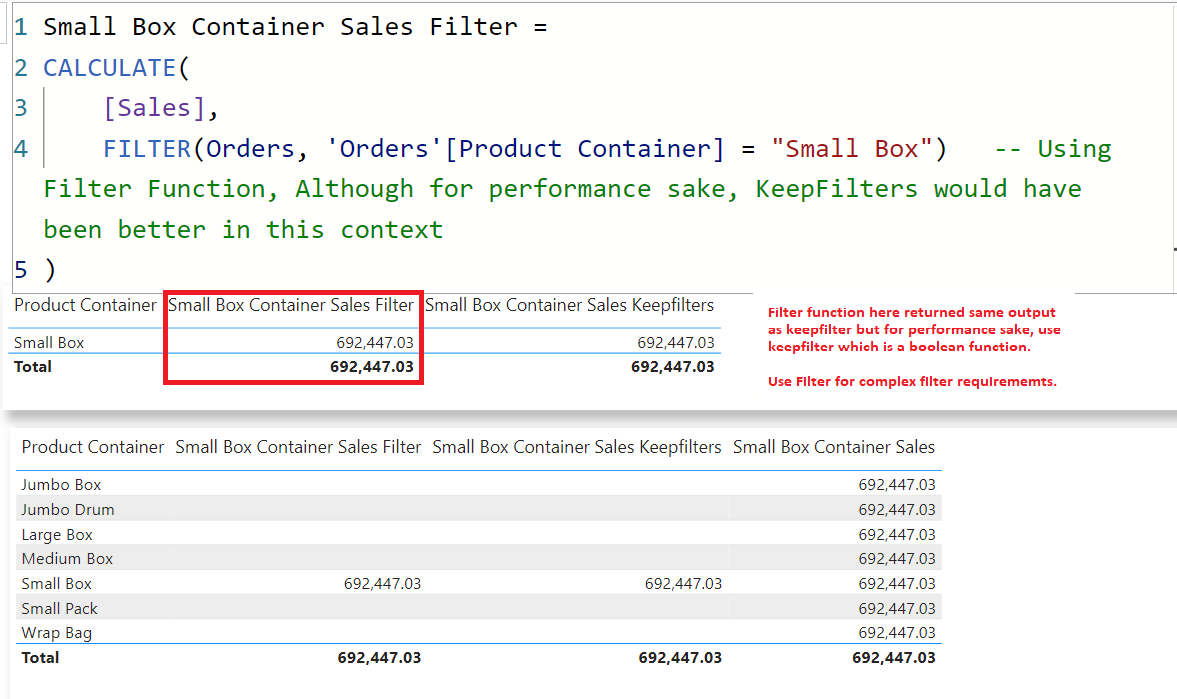 1 Small Box Container Sales Filter =
2 CALCULATE(
3 [Sales],
4 FILTER(Orders, 'Orders'[Product Container] = "Small Box") -- Using
Filter Function, Although for performance sake, KeepFilters would have
been better in this context
5 )
Product Container Small Box Container Sales Filter Small Box Container Sales Keepfilters
Small Box 692,447.03 692,447.03
Total 692,447.03 692,447.03
Filter function here returned same output
as keepfilter but for performance sake, use
keepfilter which is a boolean function.
Use Filter for complex filter requirememts.
Product Container Small Box Container Sales Filter Small Box Container Sales Keepfilters Small Box Container Sales
Jumbo Box 692,447.03
Jumbo Drum 692,447.03
Large Box 692,447.03
Medium Box 692,447.03
Small Box 692,447.03 692,447.03 692,447.03
Small Pack 692,447.03
Wrap Bag 692,447.03
Total 692,447.03 692,447.03 692,447.03